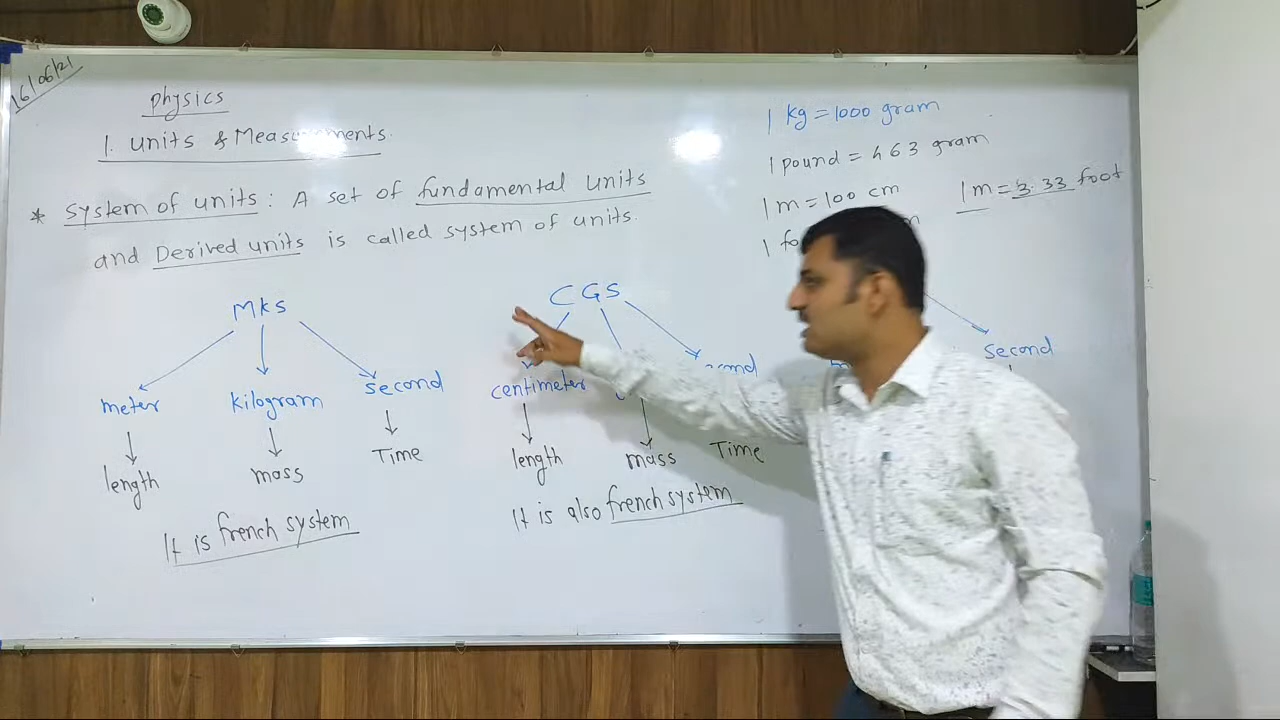 16/06/21
physics
1. units & Measurements.
* System of units : A set of fundamental units
and Derived units is called system of units.
MKS
meter kilogram second
length mass Time
It is french system
CGS
centimeter
length mass Time
It is also french system
1 kg = 1000 gram
1 pound = 463 gram
1 m = 100 cm
1 m = 3.33 foot
second